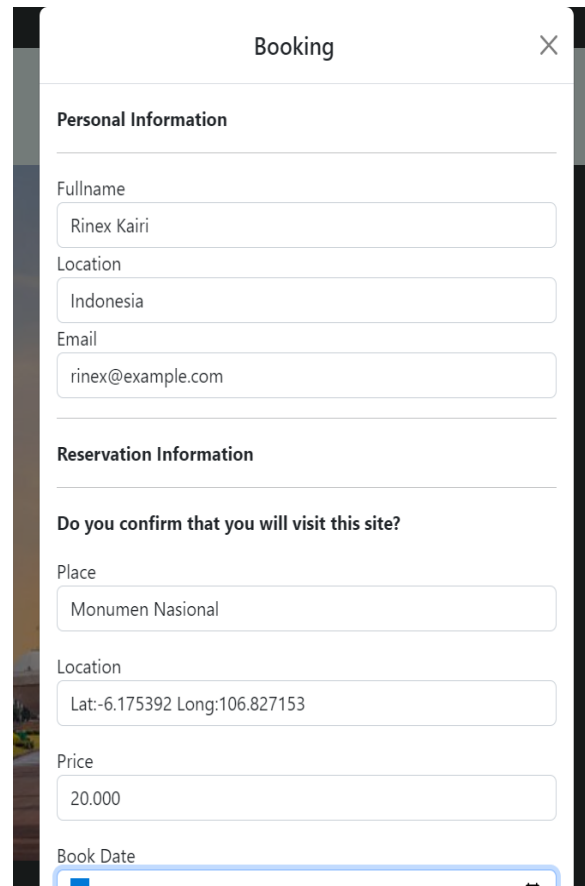 Booking
Personal Information
Fullname
Rinex Kairi
Location
Indonesia
Email
rinex@example.com
Reservation Information
Do you confirm that you will visit this site?
Place
Monumen Nasional
Location
Lat:-6.175392 Long:106.827153
Price
20.000
Book Date